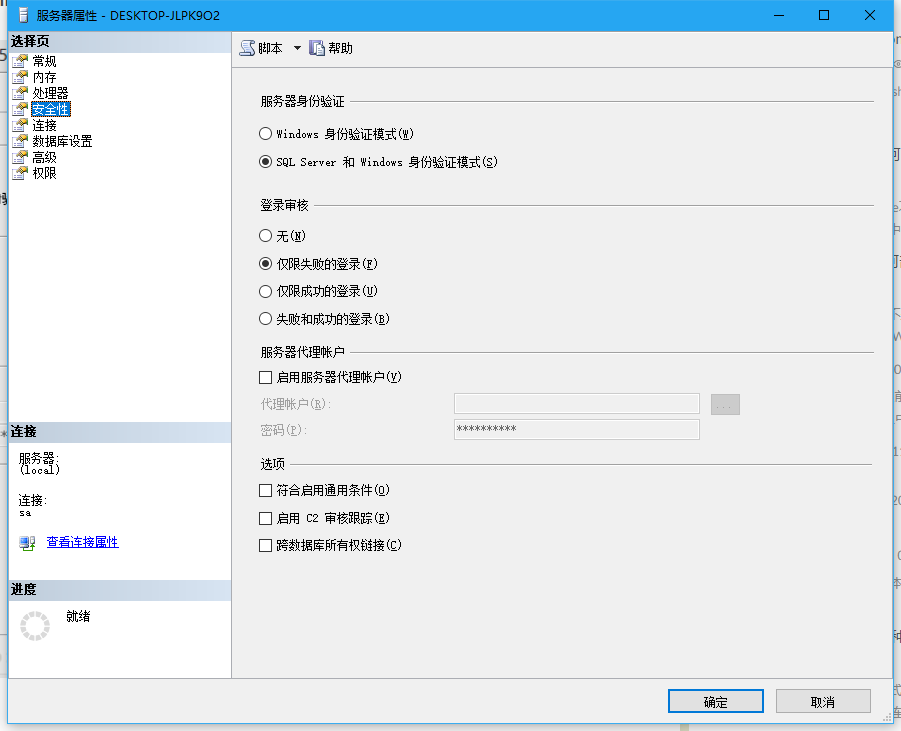 服务器属性 - DESKTOP-JLPK9O2
选择页
常规
内存
处理器
安全性
连接
数据库设置
高级
权限
脚本 帮助
服务器身份验证
Windows 身份验证模式(W)
SQL Server 和 Windows 身份验证模式(S)
登录审核
无(N)
仅限失败的登录(F)
仅限成功的登录(U)
失败和成功的登录(B)
服务器代理帐户
启用服务器代理帐户(V)
代理帐户(R):
...
密码(P):
**********
选项
符合启用通用条件(O)
启用 C2 审核跟踪(E)
跨数据库所有权链接(C)
连接
服务器:
(local)
连接:
sa
查看连接属性
进度
就绪
确定
取消